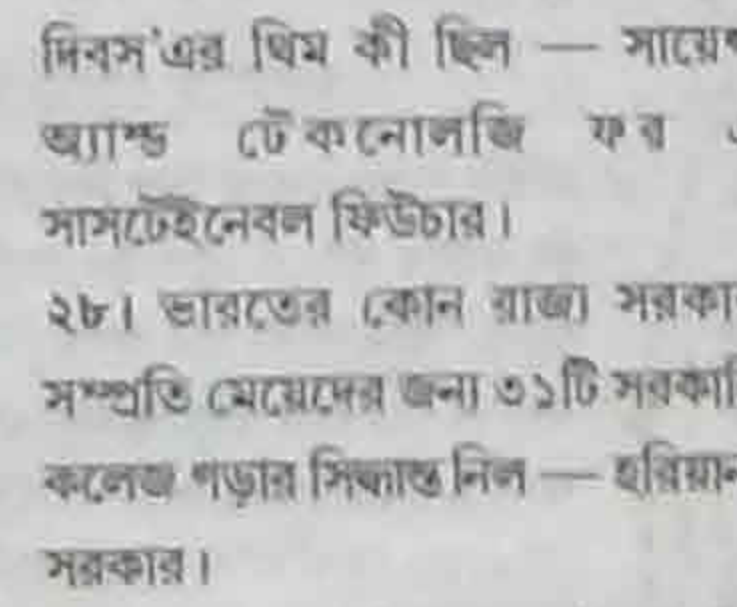 দিবস'এর থিম কী ছিল — সায়েন্স
অ্যান্ড টেকনোলজি ফর এ
সাসটেইনেবল ফিউচার।
২৮। ভারতের কোন রাজ্য সরকার
সম্প্রতি মেয়েদের জন্য ৩১টি সরকারি
কলেজ গড়ার সিদ্ধান্ত নিল — হরিয়ানা
সরকার।